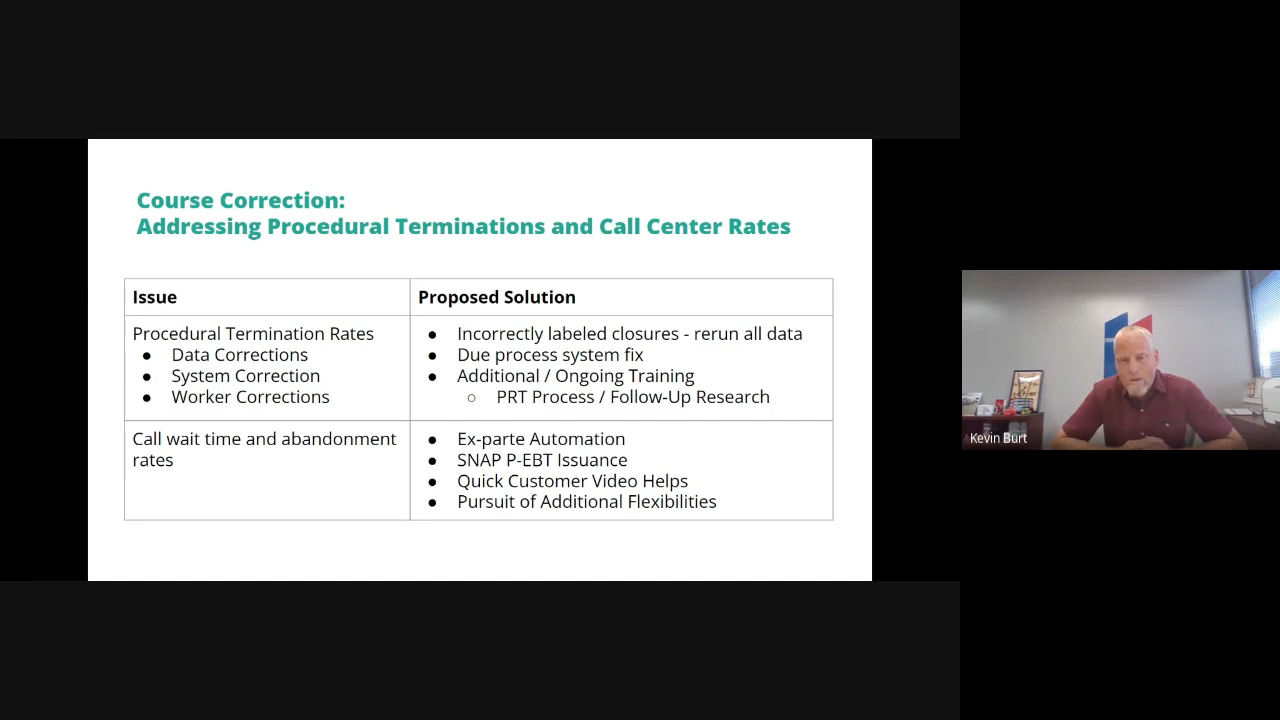 Course Correction:
Addressing Procedural Terminations and Call Center Rates
Issue
Proposed Solution
Procedural Termination Rates
● Data Corrections
● System Correction
● Worker Corrections
● Incorrectly labeled closures - rerun all data
● Due process system fix
● Additional / Ongoing Training
○ PRT Process / Follow-Up Research
Call wait time and abandonment
rates
● Ex-parte Automation
● SNAP P-EBT Issuance
● Quick Customer Video Helps
● Pursuit of Additional Flexibilities
Kevin Burt